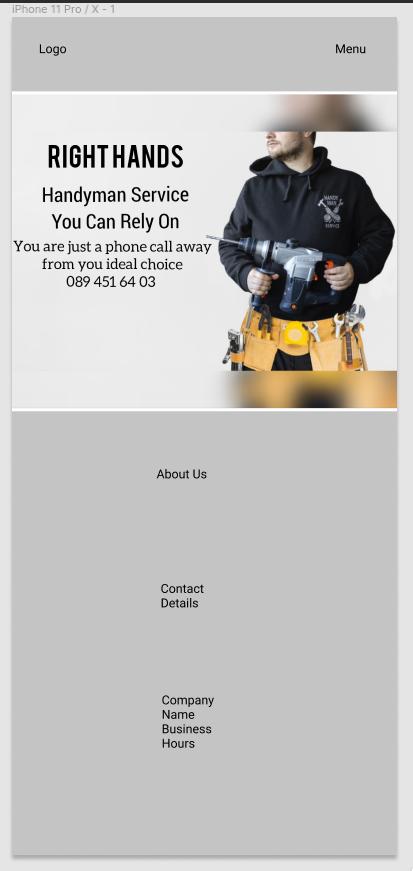 iPhone 11 Pro / X - 1
Logo
Menu
RIGHT HANDS
Handyman Service
You Can Rely On
You are just a phone call away
from you ideal choice
089 451 64 03
HANDY
MAN
SERVICE
About Us
Contact
Details
Company
Name
Business
Hours